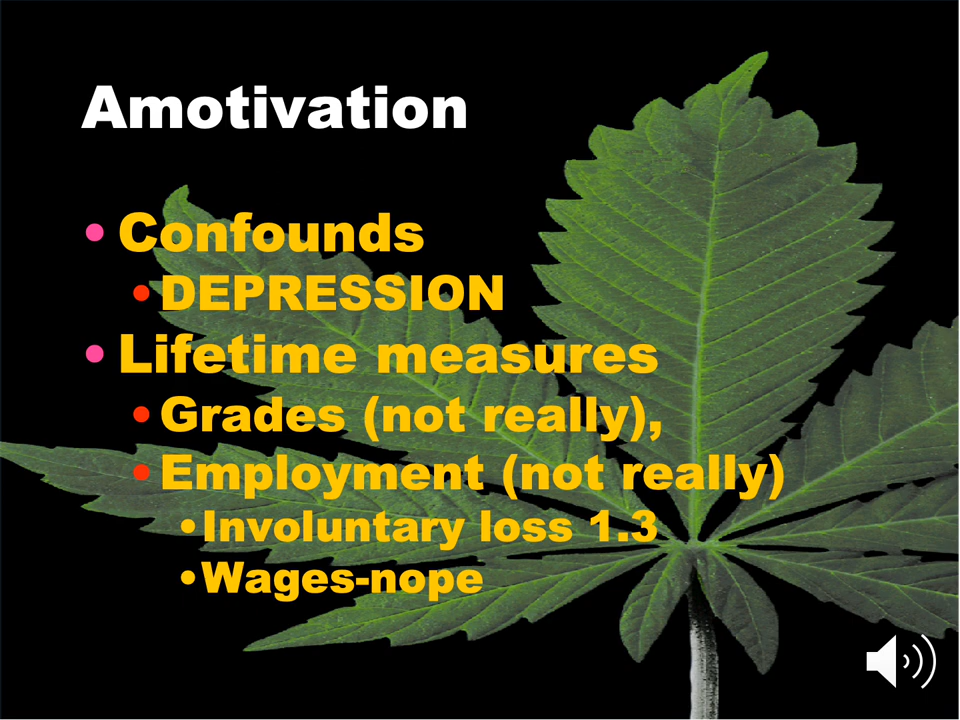 Amotivation
• Confounds
• DEPRESSION
• Lifetime measures
• Grades (not really),
• Employment (not really)
• Involuntary loss 1.3
• Wages-nope